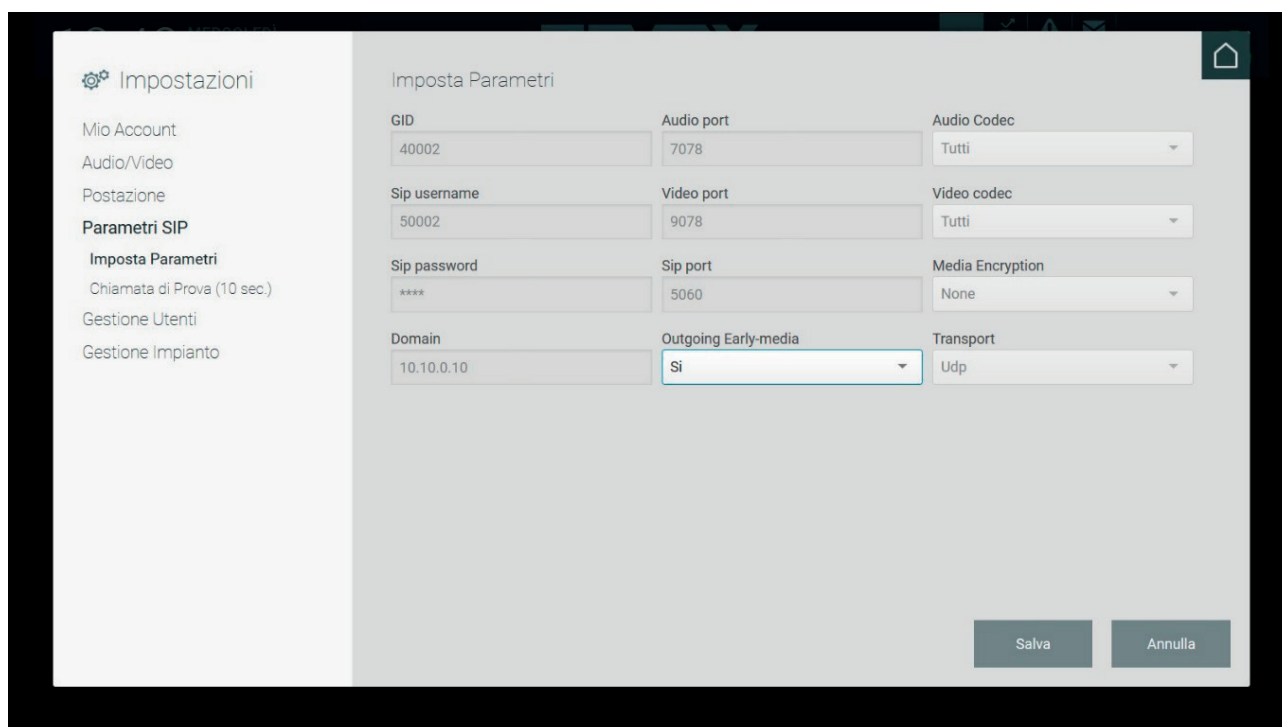 Impostazioni
Mio Account
Audio/Video
Postazione
Parametri SIP
Imposta Parametri
Chiamata di Prova (10 sec.)
Gestione Utenti
Gestione Impianto
Imposta Parametri
GID
Audio port
Audio Codec
40002
7078
Tutti
Sip username
Video port
Video codec
50002
9078
Tutti
Sip password
Sip port
Media Encryption
****
5060
None
Domain
Outgoing Early-media
Transport
10.10.0.10
Si
Udp
Salva
Annulla